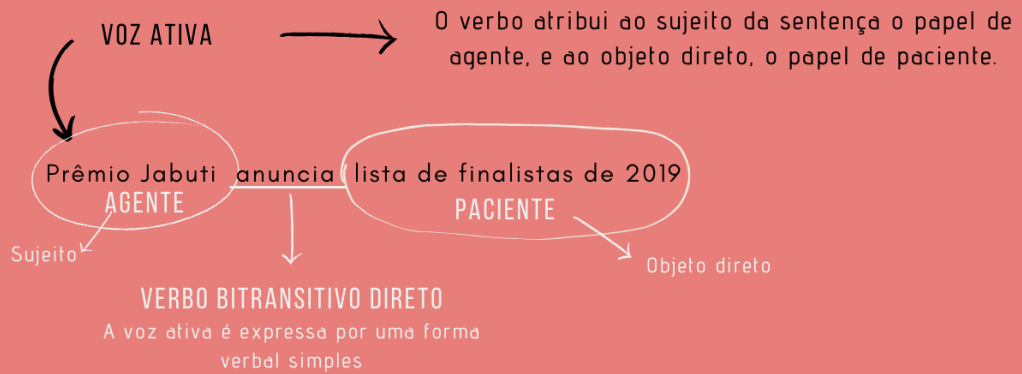 VOZ ATIVA
O verbo atribui ao sujeito da sentença o papel de
agente, e ao objeto direto, o papel de paciente.
Prêmio Jabuti anuncia lista de finalistas de 2019
AGENTE
PACIENTE
Sujeito
Objeto direto
VERBO BITRANSITIVO DIRETO
A voz ativa é expressa por uma forma
verbal simples